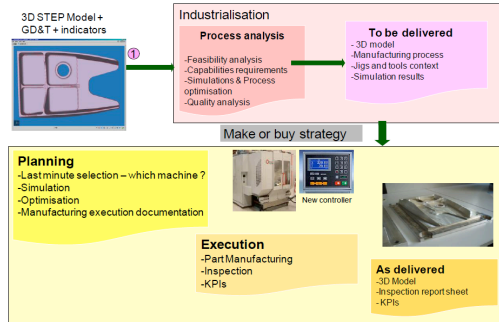 3D STEP Model +
GD&T + indicators
1
Industrialisation
Process analysis
-Feasibility analysis
-Capabilities requirements
-Simulations & Process
optimisation
-Quality analysis
To be delivered
- 3D model
- Manufacturing process
- Jigs and tools context
- Simulation results
Make or buy strategy
Planning
-Last minute selection – which machine ?
-Simulation
-Optimisation
-Manufacturing execution documentation
New controller
Execution
-Part Manufacturing
-Inspection
-KPIs
As delivered
-3D Model
-Inspection report sheet
- KPIs